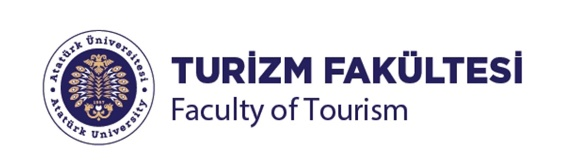 Atatürk Üniversitesi
1957
Atatürk University
TURİZM FAKÜLTESİ
Faculty of Tourism